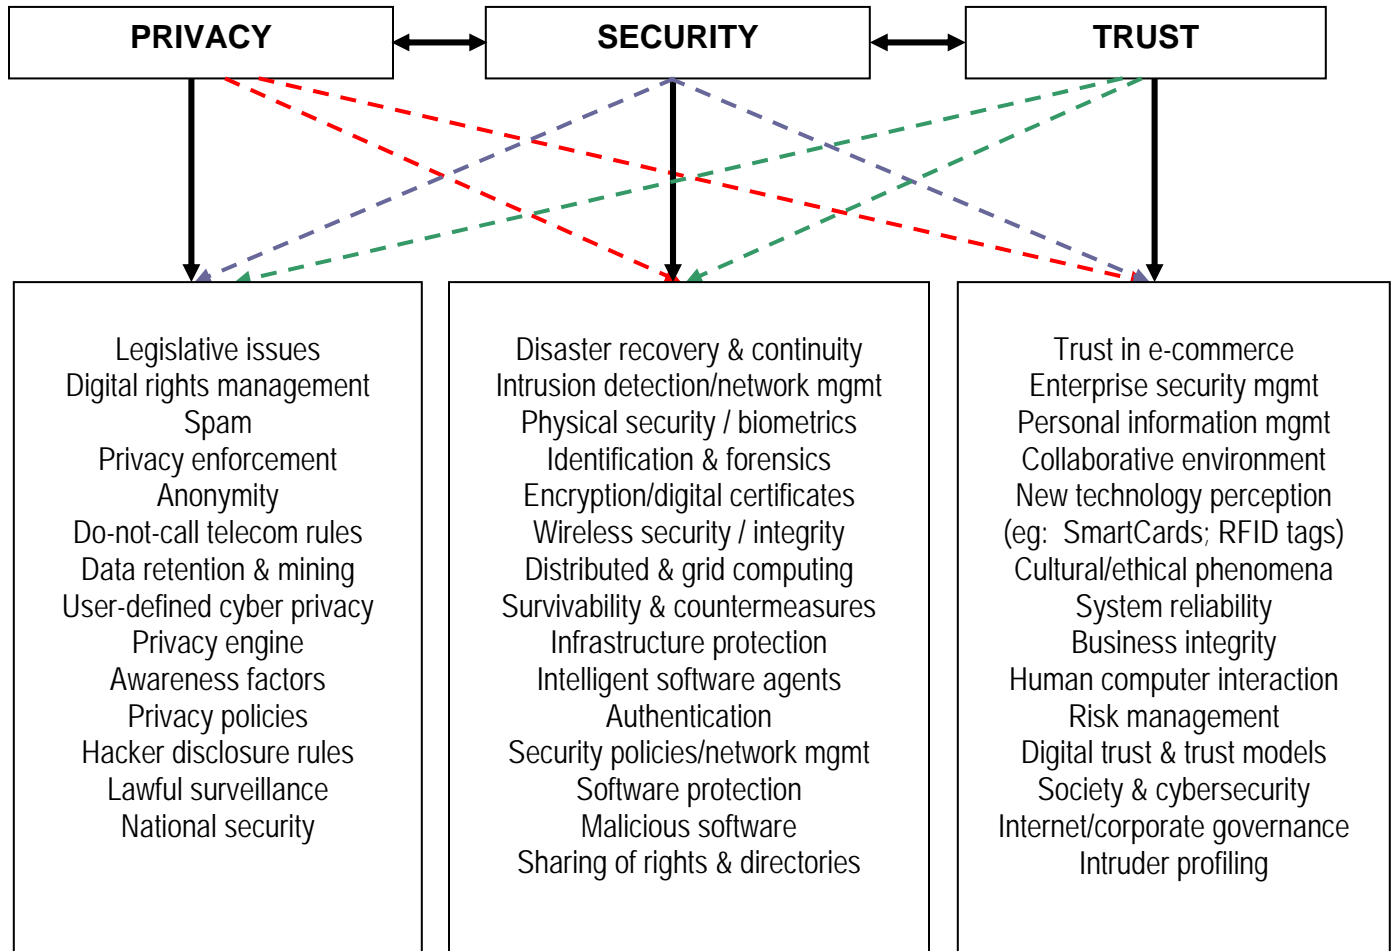 PRIVACY
SECURITY
TRUST
Legislative issues
Digital rights management
Spam
Privacy enforcement
Anonymity
Do-not-call telecom rules
Data retention & mining
User-defined cyber privacy
Privacy engine
Awareness factors
Privacy policies
Hacker disclosure rules
Lawful surveillance
National security
Disaster recovery & continuity
Intrusion detection/network mgmt
Physical security / biometrics
Identification & forensics
Encryption/digital certificates
Wireless security / integrity
Distributed & grid computing
Survivability & countermeasures
Infrastructure protection
Intelligent software agents
Authentication
Security policies/network mgmt
Software protection
Malicious software
Sharing of rights & directories
Trust in e-commerce
Enterprise security mgmt
Personal information mgmt
Collaborative environment
New technology perception
(eg:  SmartCards; RFID tags)
Cultural/ethical phenomena
System reliability
Business integrity
Human computer interaction
Risk management
Digital trust & trust models
Society & cybersecurity
Internet/corporate governance
Intruder profiling